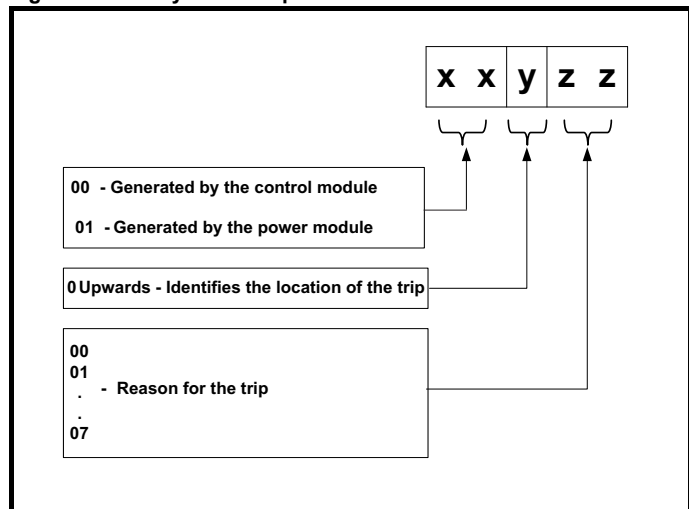 x x y z z
00 - Generated by the control module
01 - Generated by the power module
0 Upwards - Identifies the location of the trip
00
01
.
- Reason for the trip
.
07